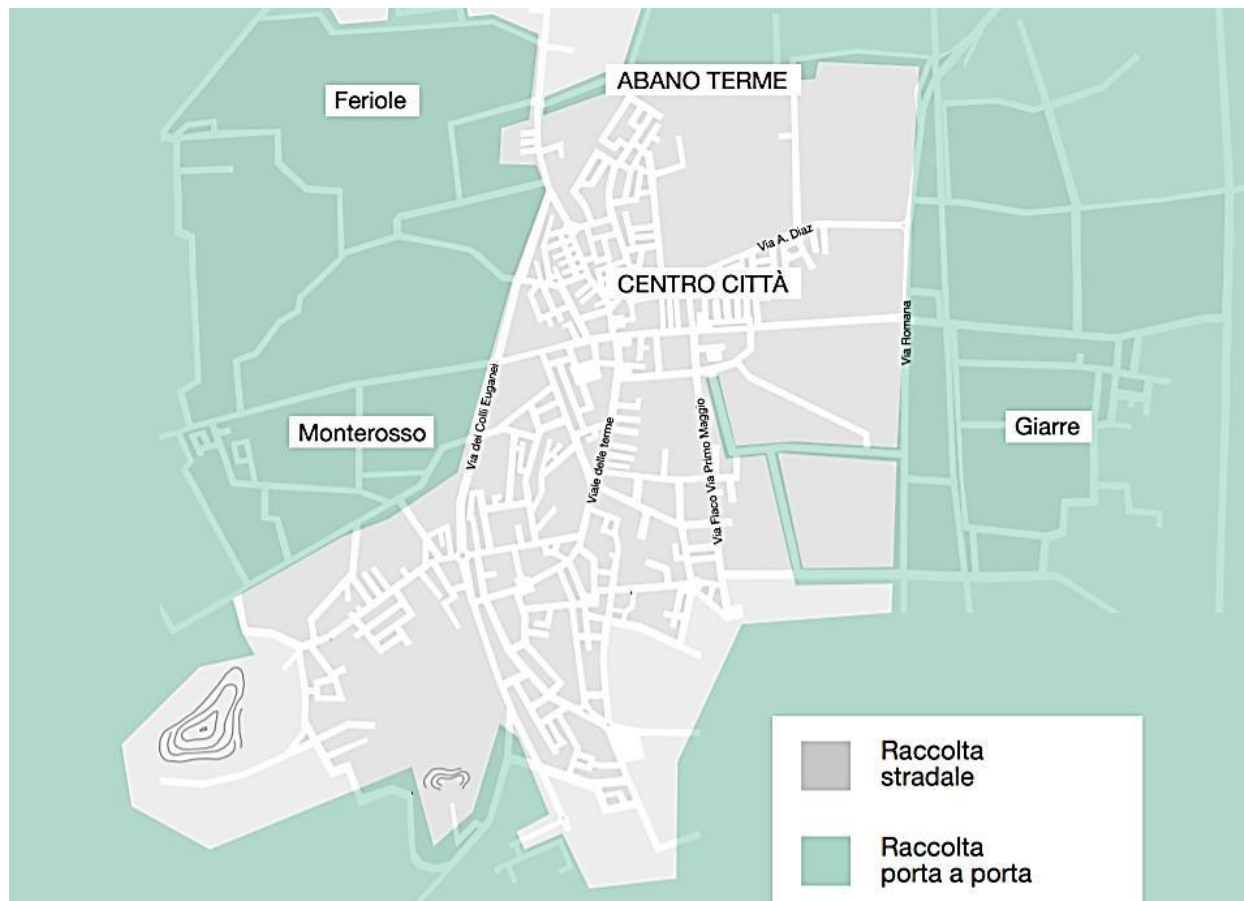 ABANO TERME
Feriole
Via A. Diaz
CENTRO CITTÀ
Via Romana
Via dei Colli Euganei
Monterosso
Viale delle terme
Via Flaco Via Primo Maggio
Giarre
Raccolta
stradale
Raccolta
porta a porta